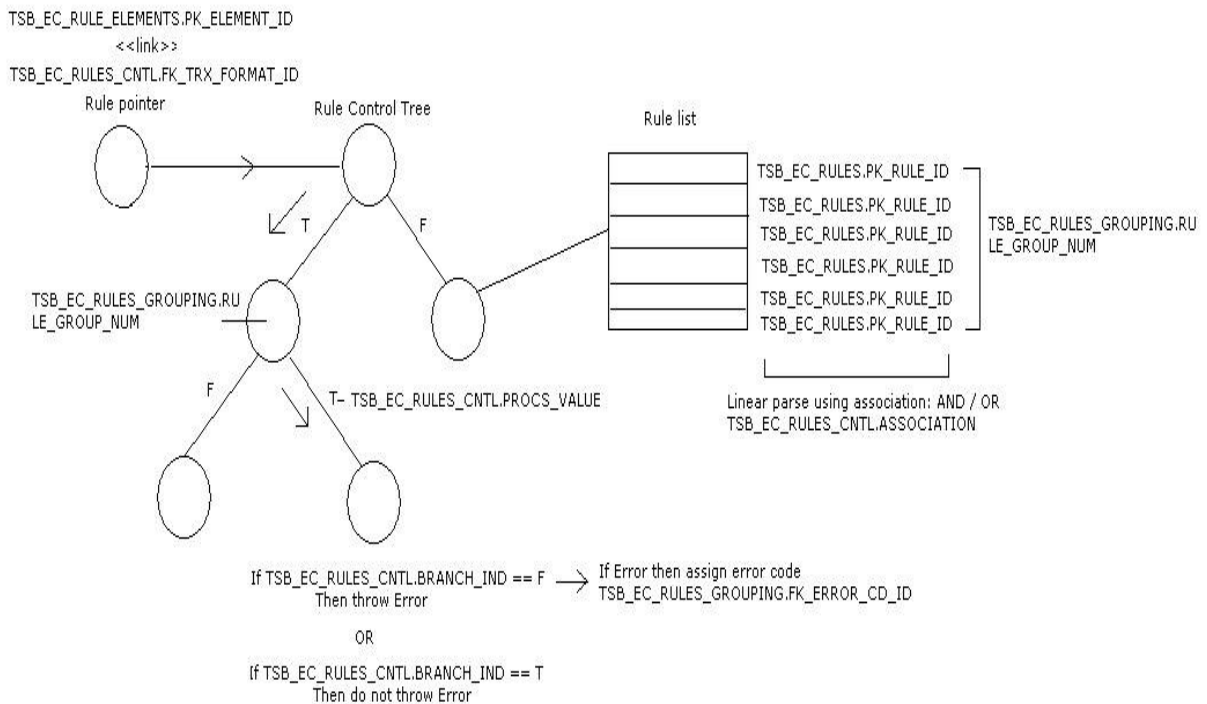 TSB_EC_RULE_ELEMENTS.PK_ELEMENT_ID
<<link>>
TSB_EC_RULES_CNTL.FK_TRX_FORMAT_ID
Rule pointer
Rule Control Tree
Rule list
T
F
TSB_EC_RULES.PK_RULE_ID
TSB_EC_RULES.PK_RULE_ID
TSB_EC_RULES.PK_RULE_ID
TSB_EC_RULES.PK_RULE_ID
TSB_EC_RULES.PK_RULE_ID
TSB_EC_RULES.PK_RULE_ID
TSB_EC_RULES_GROUPING.RU
LE_GROUP_NUM
TSB_EC_RULES_GROUPING.RU
LE_GROUP_NUM
F
T- TSB_EC_RULES_CNTL.PROCS_VALUE
Linear parse using association: AND / OR
TSB_EC_RULES_CNTL.ASSOCIATION
If TSB_EC_RULES_CNTL.BRANCH_IND == F
Then throw Error
If Error then assign error code
TSB_EC_RULES_GROUPING.FK_ERROR_CD_ID
OR
If TSB_EC_RULES_CNTL.BRANCH_IND == T
Then do not throw Error